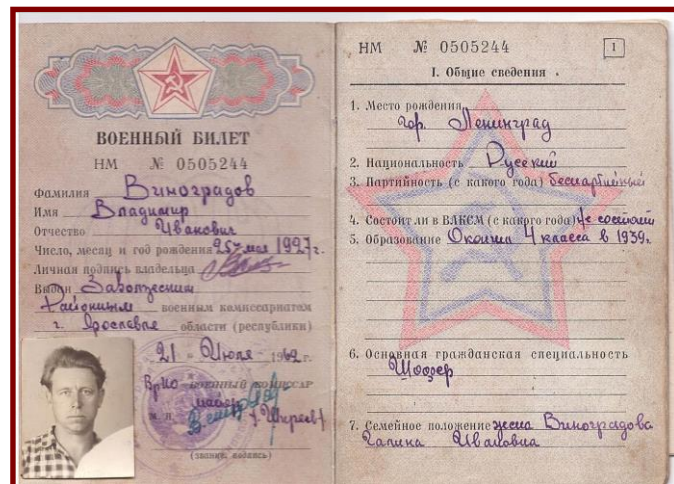 ВОЕННЫЙ БИЛЕТ
НМ № 0505244
Фамилия Виноградов
Имя Владимир
Отчество Иванович
Число, месяц и год рождения 25 мая 1927 г.
Личная подпись владельца
Выдан Заволжским
Районным военным комиссариатом
г. Ярославля области (республики)
21 Июля 1962 г.
ВрИО ВОЕННЫЙ КОМИССАР
майор
М. П.
(звание, подпись)
НМ № 0505244
1
I. Общие сведения
1. Место рождения
гор. Ленинград
2. Национальность Русский
3. Партийность (с какого года) беспартийный
4. Состоит ли в ВЛКСМ (с какого года) не состоит
5. Образование Окончил 4 класса в 1939г.
6. Основная гражданская специальность
Шофер
7. Семейное положение жена Виноградова
Галина Ивановна